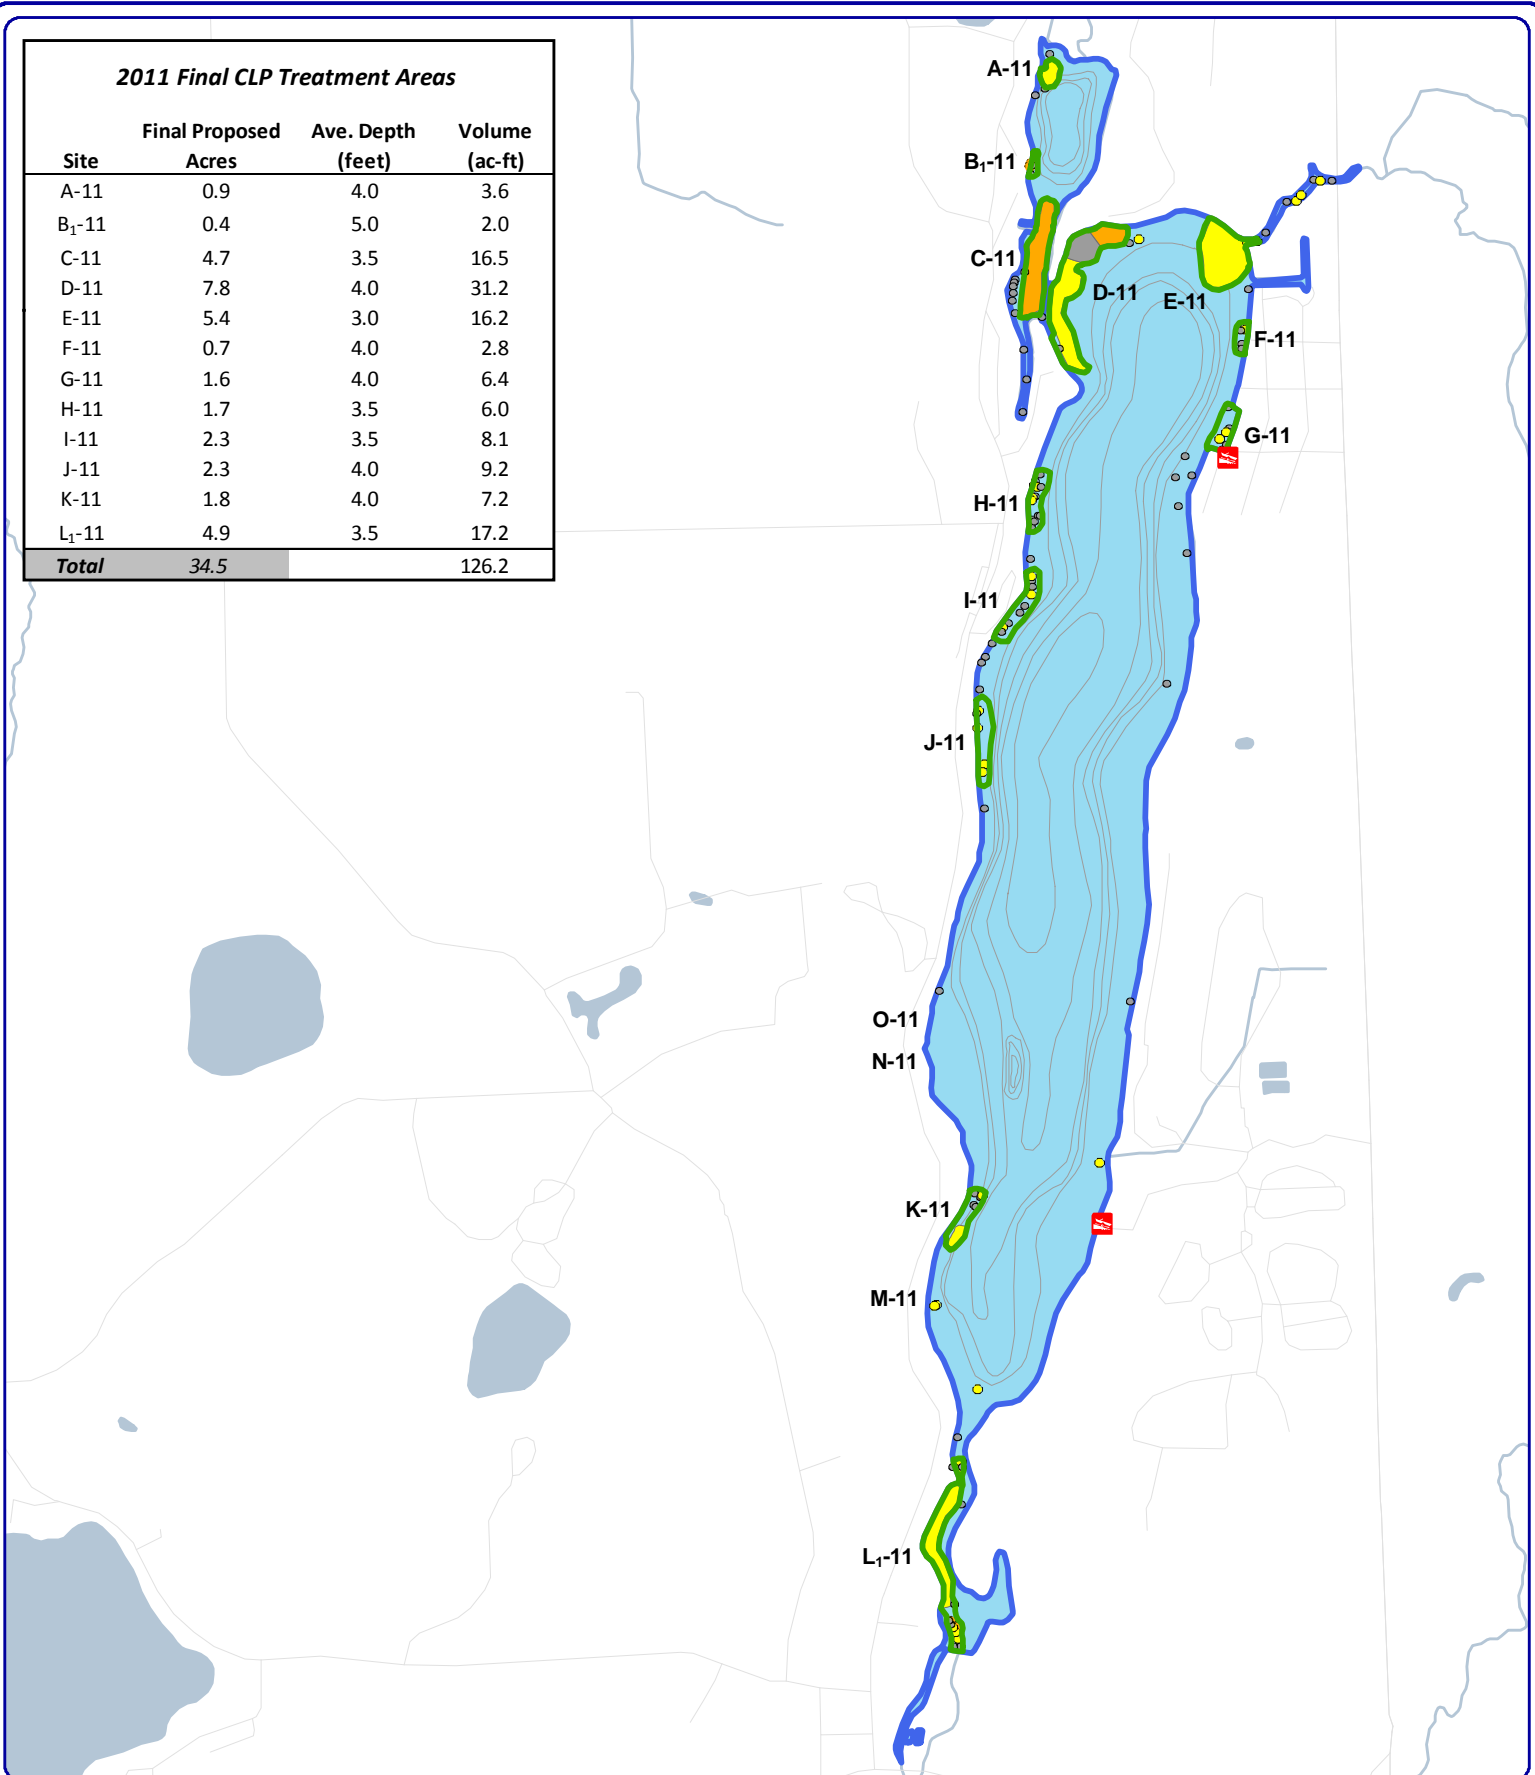 2011 Final CLP Treatment Areas
Final Proposed Ave. Depth Volume
Site Acres (feet) (ac-ft)
A-11 0.9 4.0 3.6
B₁-11 0.4 5.0 2.0
C-11 4.7 3.5 16.5
D-11 7.8 4.0 31.2
E-11 5.4 3.0 16.2
F-11 0.7 4.0 2.8
G-11 1.6 4.0 6.4
H-11 1.7 3.5 6.0
I-11 2.3 3.5 8.1
J-11 2.3 4.0 9.2
K-11 1.8 4.0 7.2
L₁-11 4.9 3.5 17.2
Total 34.5 126.2
A-11
B₁-11
C-11
D-11
E-11
F-11
G-11
H-11
I-11
J-11
O-11
N-11
K-11
M-11
L₁-11